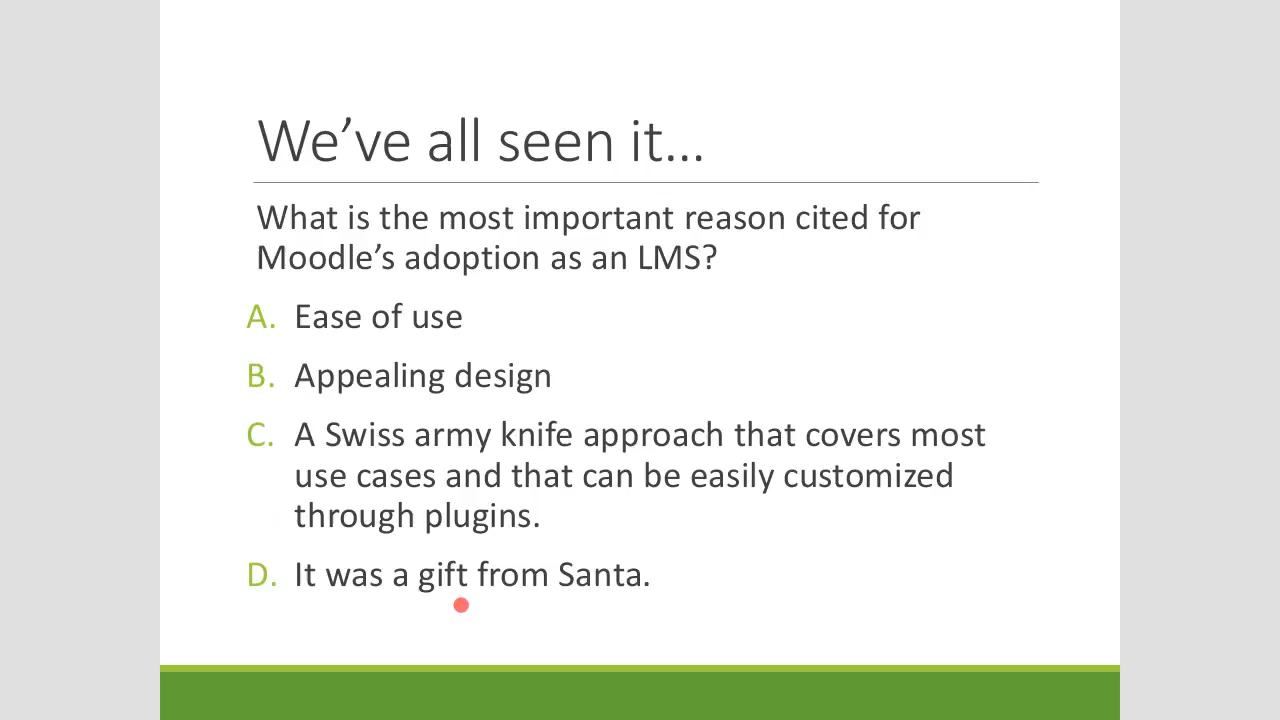 We’ve all seen it…
What is the most important reason cited for
Moodle’s adoption as an LMS?
A. Ease of use
B. Appealing design
C. A Swiss army knife approach that covers most
use cases and that can be easily customized
through plugins.
D. It was a gift from Santa.